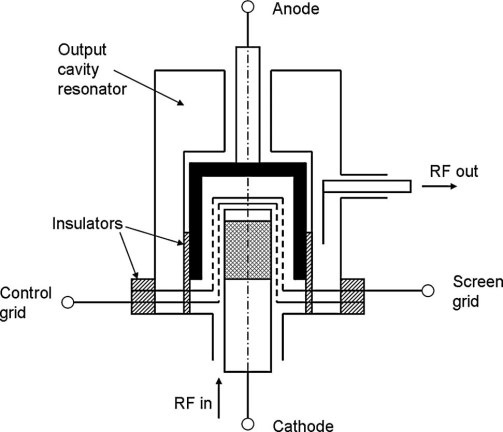 Anode
Output
cavity
resonator
RF out
Insulators
Control
grid
Screen
grid
RF in
Cathode